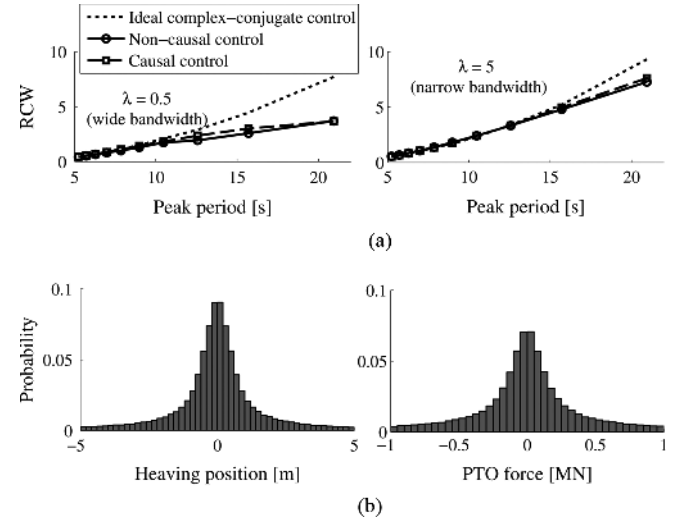 Ideal complex-conjugate control
Non-causal control
Causal control
10
5
0
RCW
λ = 0.5
(wide bandwidth)
5
10
15
20
Peak period [s]
10
5
0
λ = 5
(narrow bandwidth)
5
10
15
20
Peak period [s]
(a)
0.1
0.05
0
Probability
−5
0
5
Heaving position [m]
0.1
0.05
0
−1
−0.5
0
0.5
1
PTO force [MN]
(b)